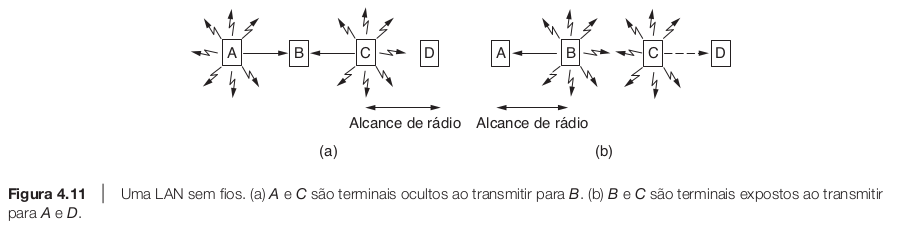 A B C D A B C D
Alcance de rádio Alcance de rádio
(a) (b)
Figura 4.11 | Uma LAN sem fios. (a) A e C são terminais ocultos ao transmitir para B. (b) B e C são terminais expostos ao transmitir
para A e D.